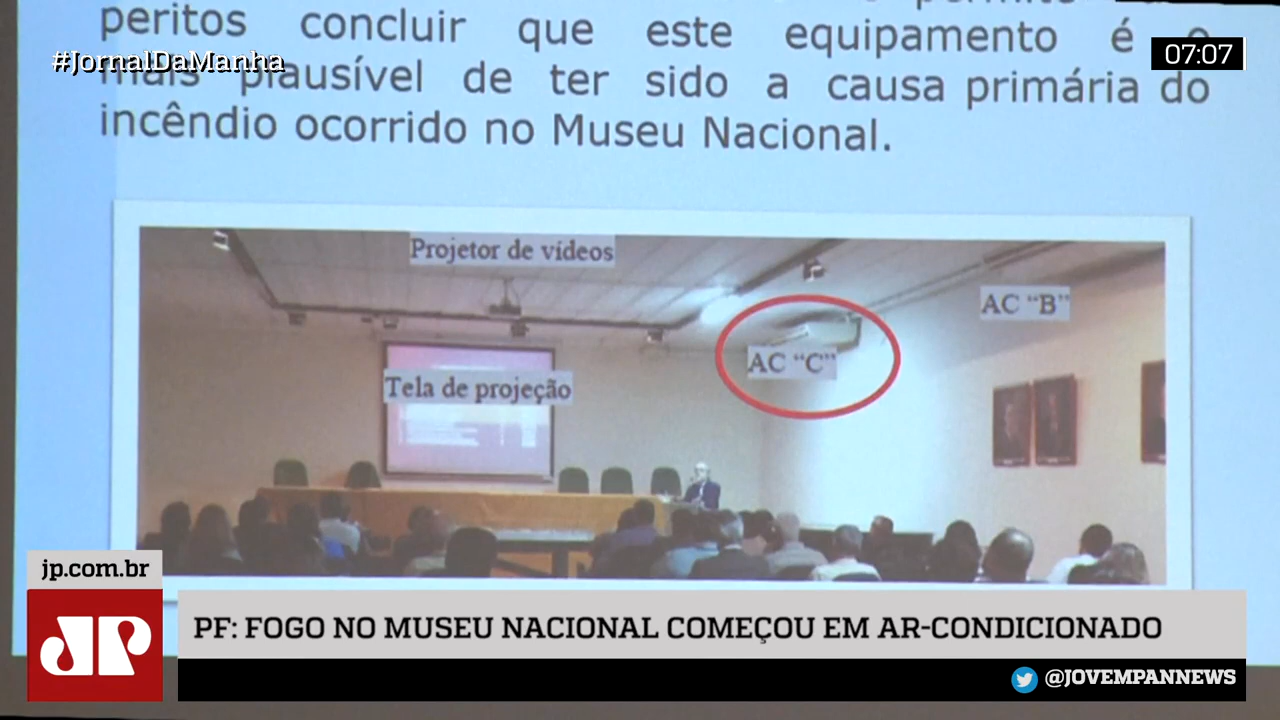 peritos concluir que este equipamento é o
#JornalDaManha
07:07
mais plausível de ter sido a causa primária do
incêndio ocorrido no Museu Nacional.
Projetor de vídeos
AC “B”
AC “C”
Tela de projeção
jp.com.br
JP
PF: FOGO NO MUSEU NACIONAL COMEÇOU EM AR-CONDICIONADO
@JOVEMPANNEWS